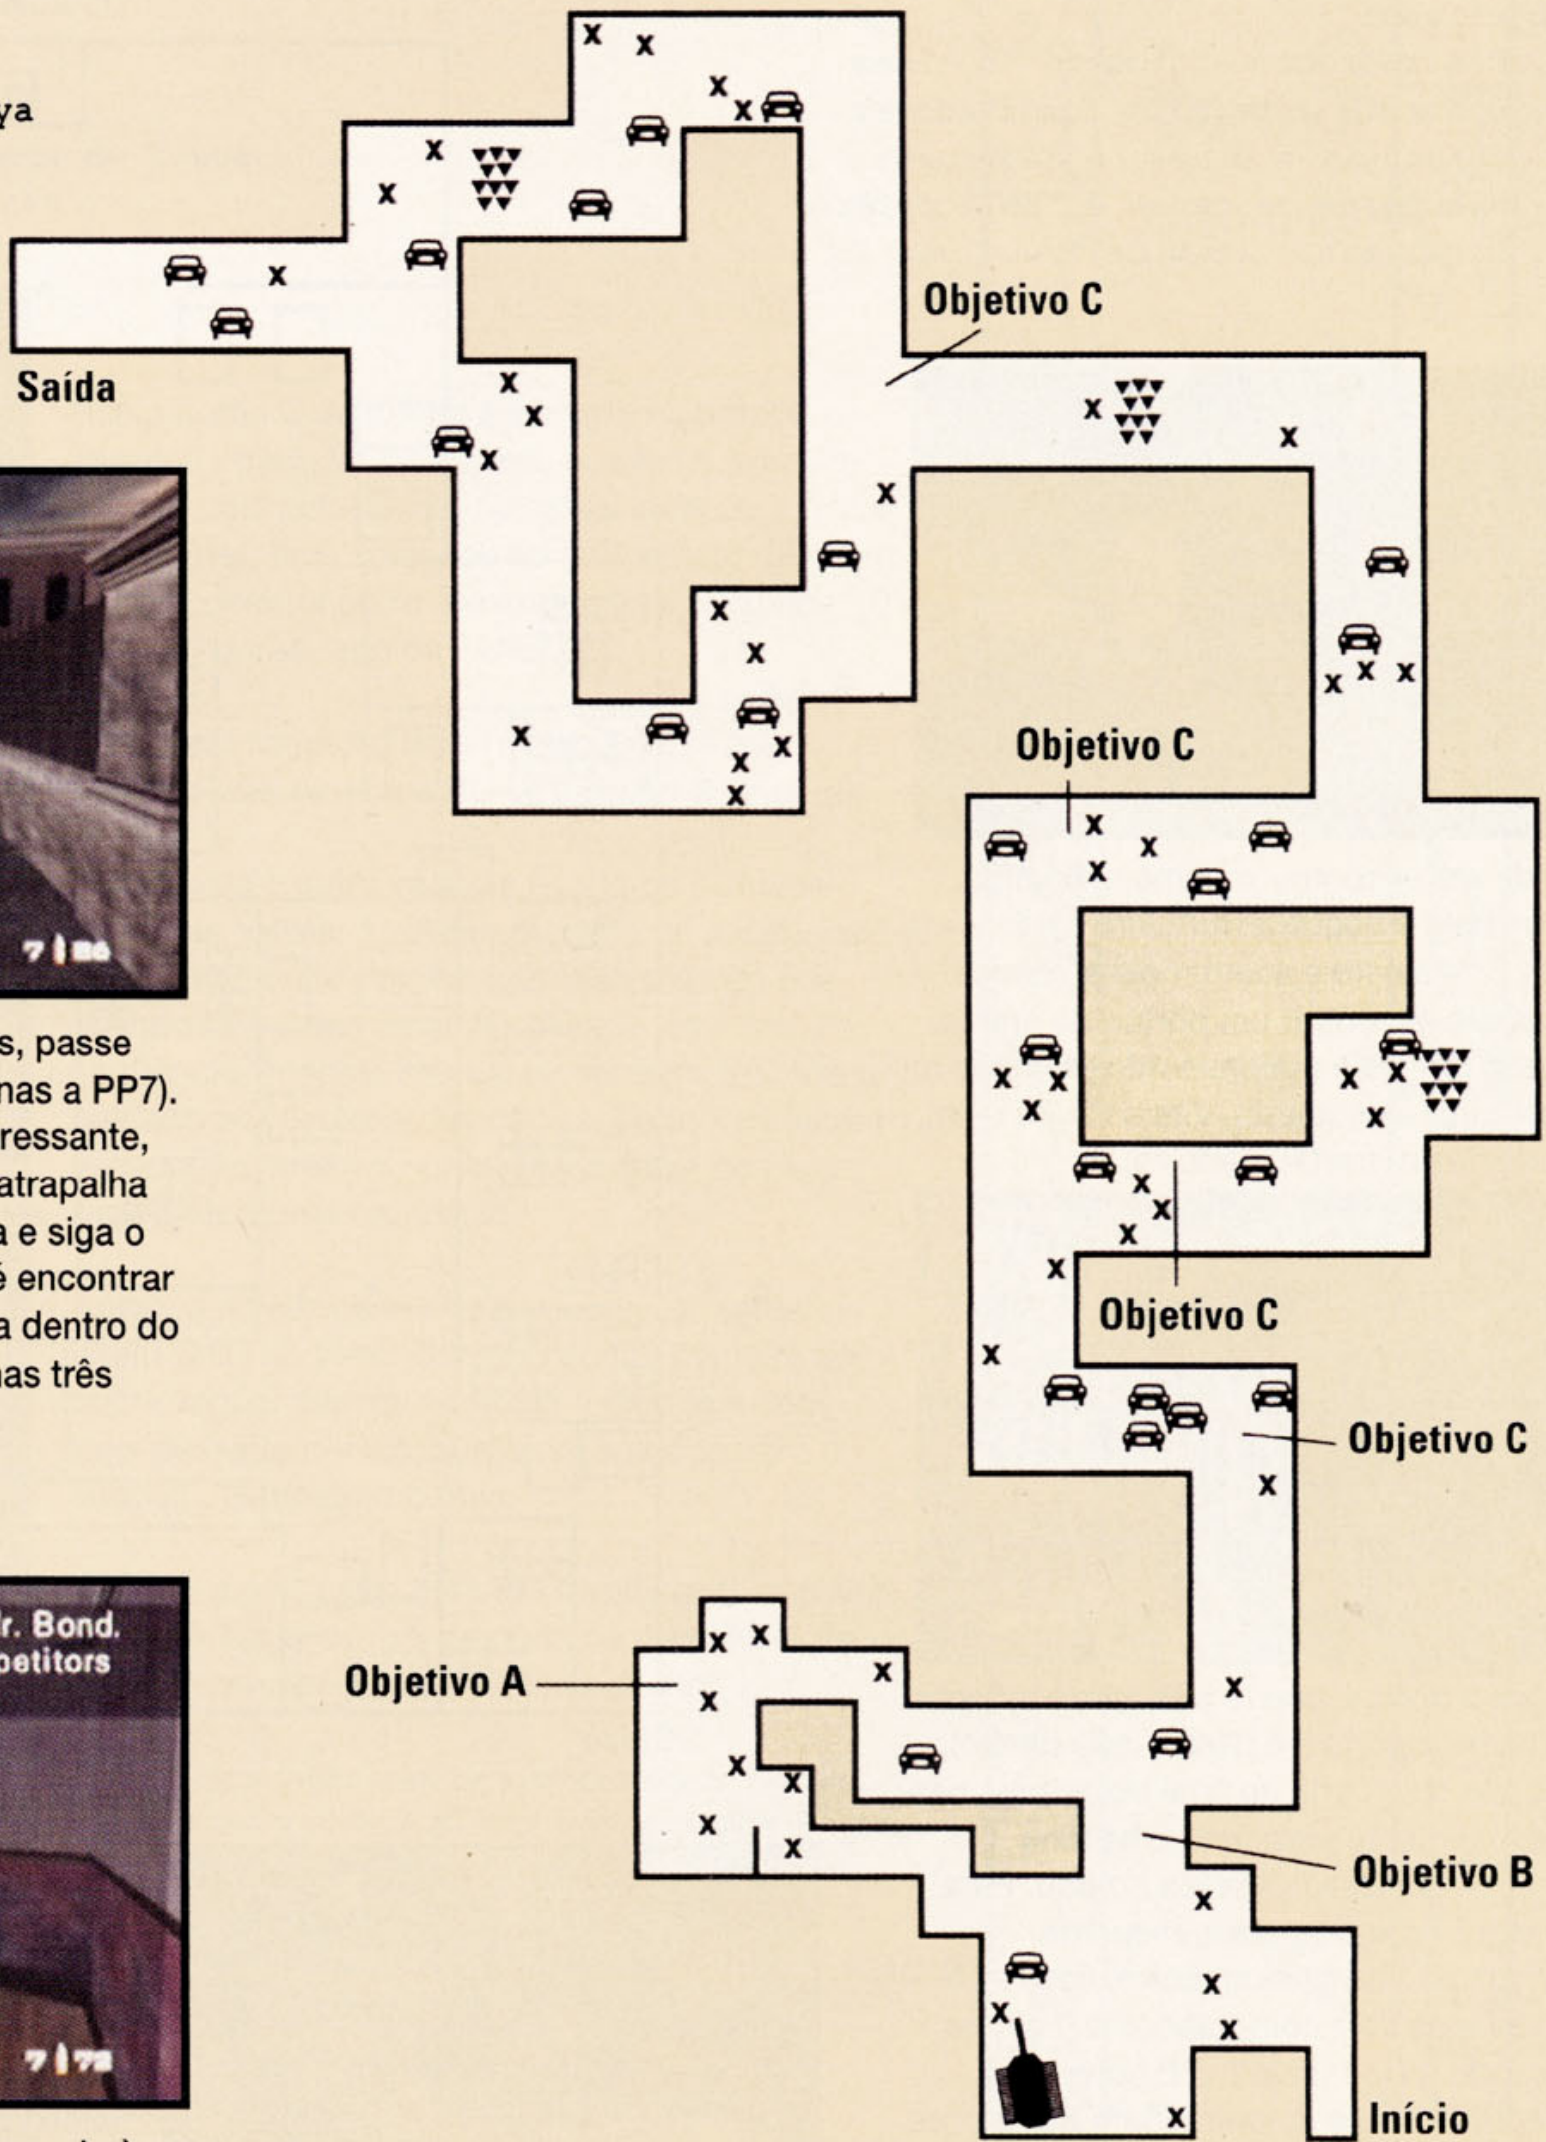 ya
Objetivo C
Saída
7 26
Objetivo C
s, passe
nas a PP7).
ressante,
atrapalha
a e siga o
é encontrar
a dentro do
nas três
Objetivo C
Objetivo C
r. Bond.
petitors
Objetivo A
Objetivo B
7 72
Início